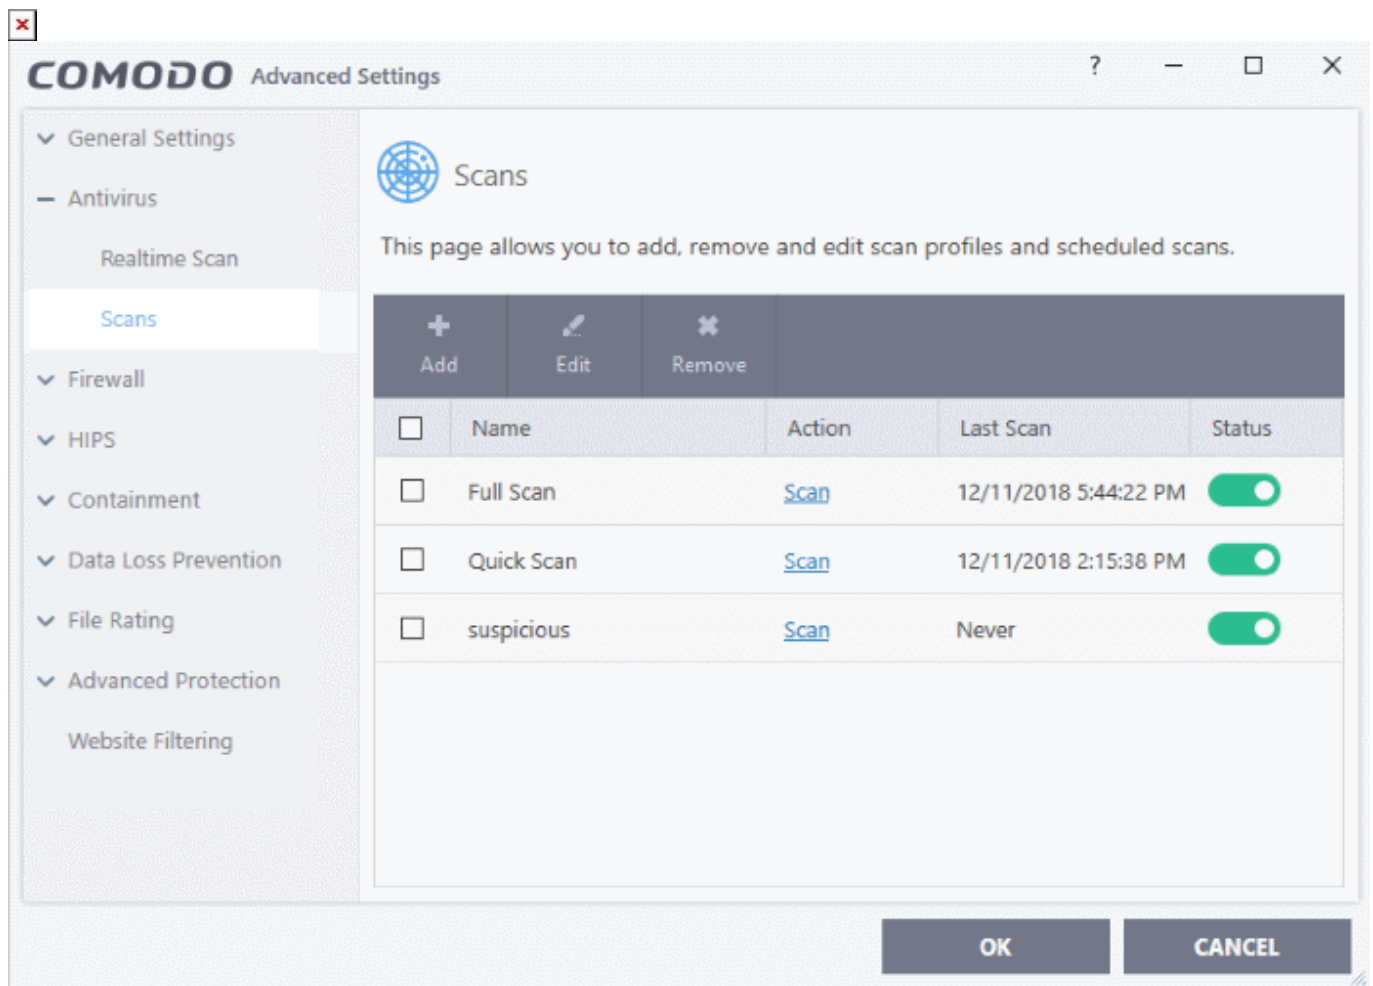 COMODO Advanced Settings
?
General Settings
Antivirus
Realtime Scan
Scans
Firewall
HIPS
Containment
Data Loss Prevention
File Rating
Advanced Protection
Website Filtering
Scans
This page allows you to add, remove and edit scan profiles and scheduled scans.
Add Edit Remove
Name Action Last Scan Status
Full Scan Scan 12/11/2018 5:44:22 PM
Quick Scan Scan 12/11/2018 2:15:38 PM
suspicious Scan Never
OK CANCEL